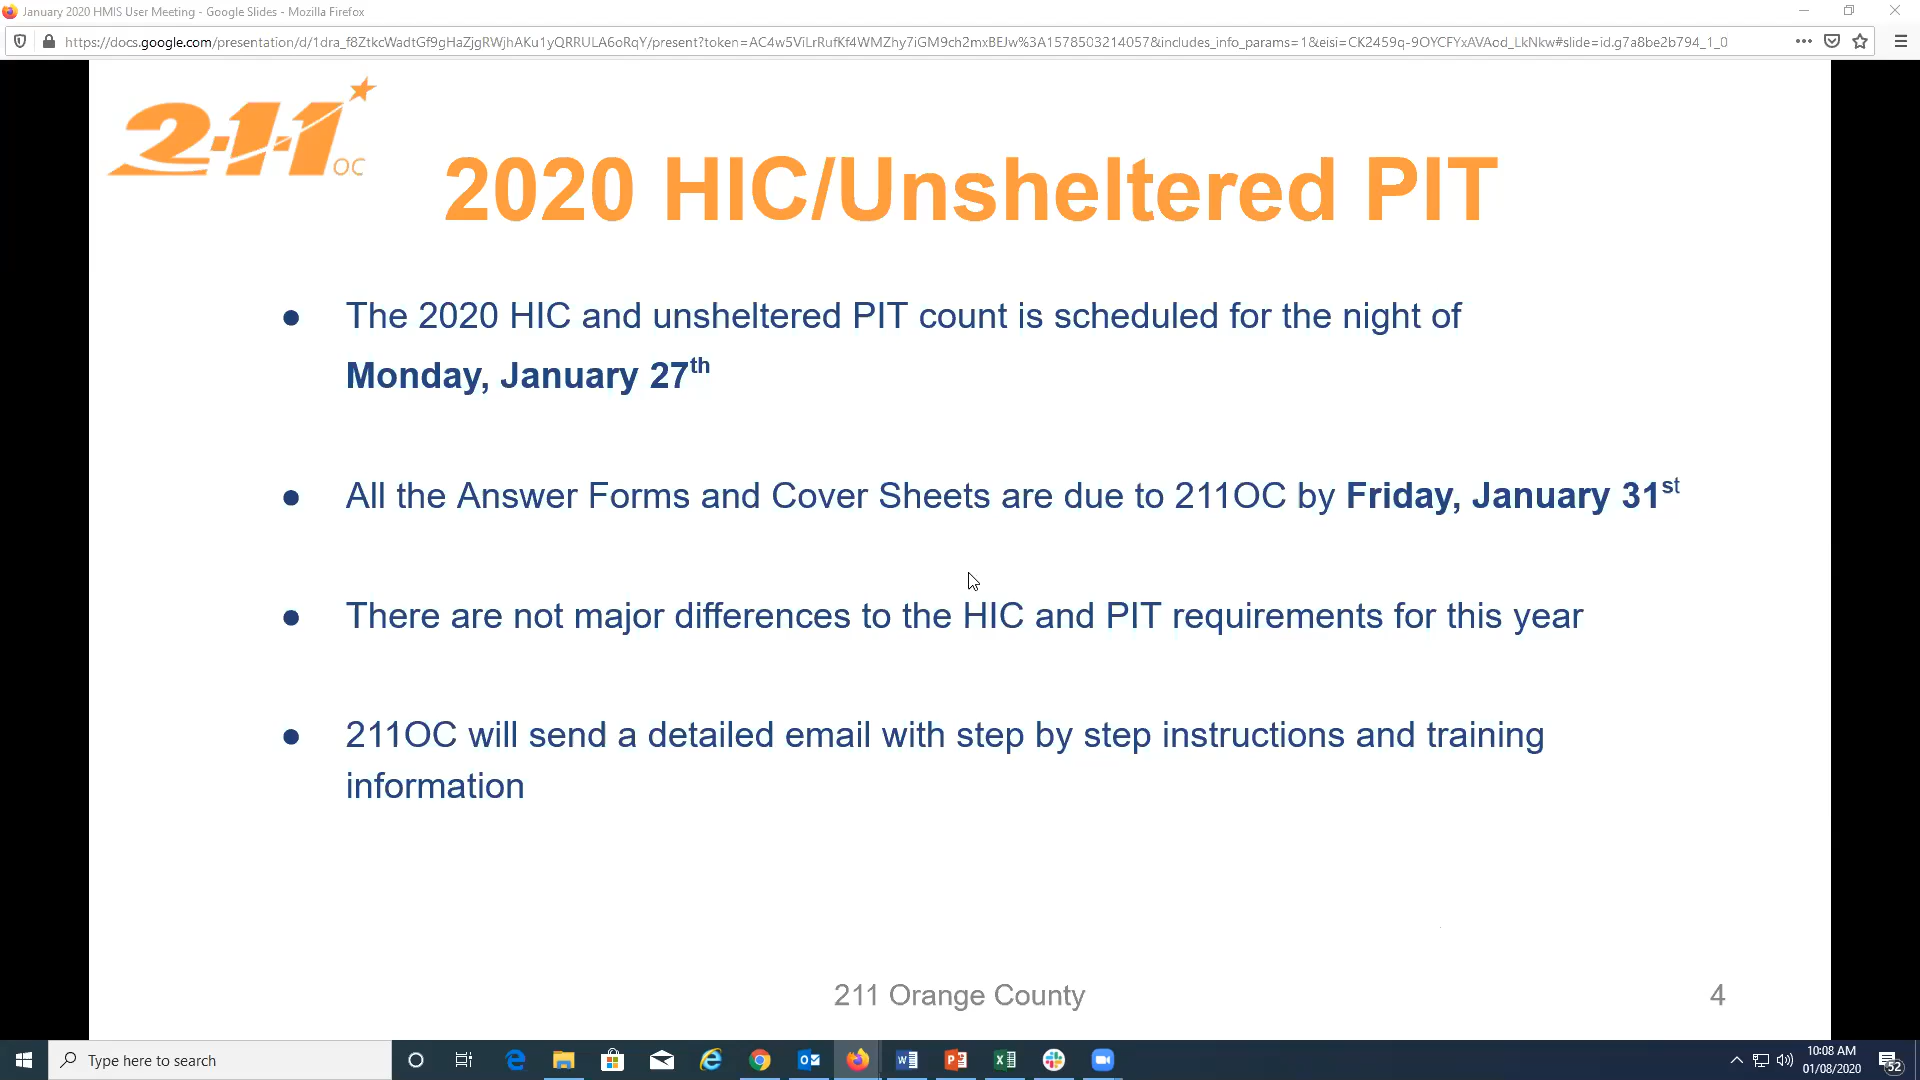 January 2020 HMIS User Meeting - Google Slides - Mozilla Firefox
https://docs.google.com/presentation/d/1dra_f8ZtkcWadtGf9gHaZjgRWjhAKu1yQRRULA6oRqY/present?token=AC4w5ViLrRufKf4WMZhy7iGM9ch2mxBEJw%3A1578503214057&includes_info_params=1&eisi=CK2459q-9OYCFYxAVAod_LkNkw#slide=id.g7a8be2b794_1_0
2·1·1 OC
2020 HIC/Unsheltered PIT
● The 2020 HIC and unsheltered PIT count is scheduled for the night of
Monday, January 27th
● All the Answer Forms and Cover Sheets are due to 211OC by Friday, January 31st
● There are not major differences to the HIC and PIT requirements for this year
● 211OC will send a detailed email with step by step instructions and training
information
211 Orange County
4
Type here to search
10:08 AM
01/08/2020
52